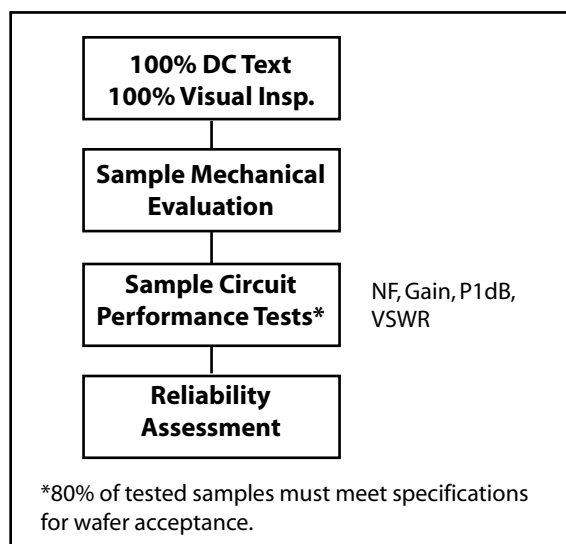 100% DC Text
100% Visual Insp.
Sample Mechanical
Evaluation
Sample Circuit
Performance Tests*
NF, Gain, P1dB,
VSWR
Reliability
Assessment
*80% of tested samples must meet specifications
for wafer acceptance.